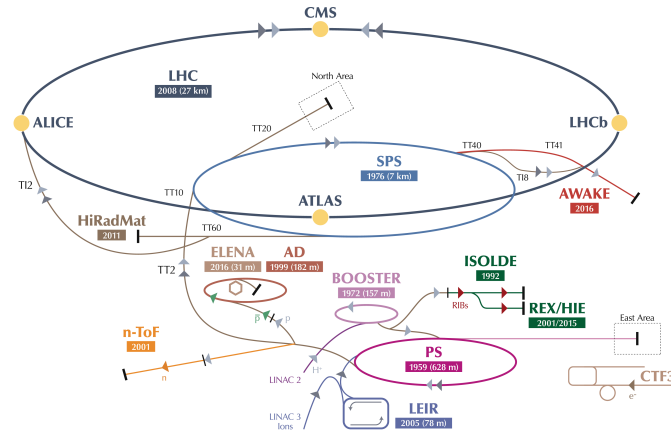 CMS
LHC
2008 (27 km)
North Area
ALICE
LHCb
TT20
TT40
TT41
SPS
1976 (7 km)
TI8
TI2
TT10
AWAKE
2016
ATLAS
HiRadMat
2011
TT60
ELENA
2016 (31 m)
AD
1999 (182 m)
TT2
BOOSTER
1972 (157 m)
ISOLDE
1992
RIBs
REX/HIE
2001/2015
p
p
n-ToF
2001
East Area
PS
1959 (628 m)
H⁺
n
LINAC 2
CTF3
e⁻
LEIR
2005 (78 m)
LINAC 3
Ions